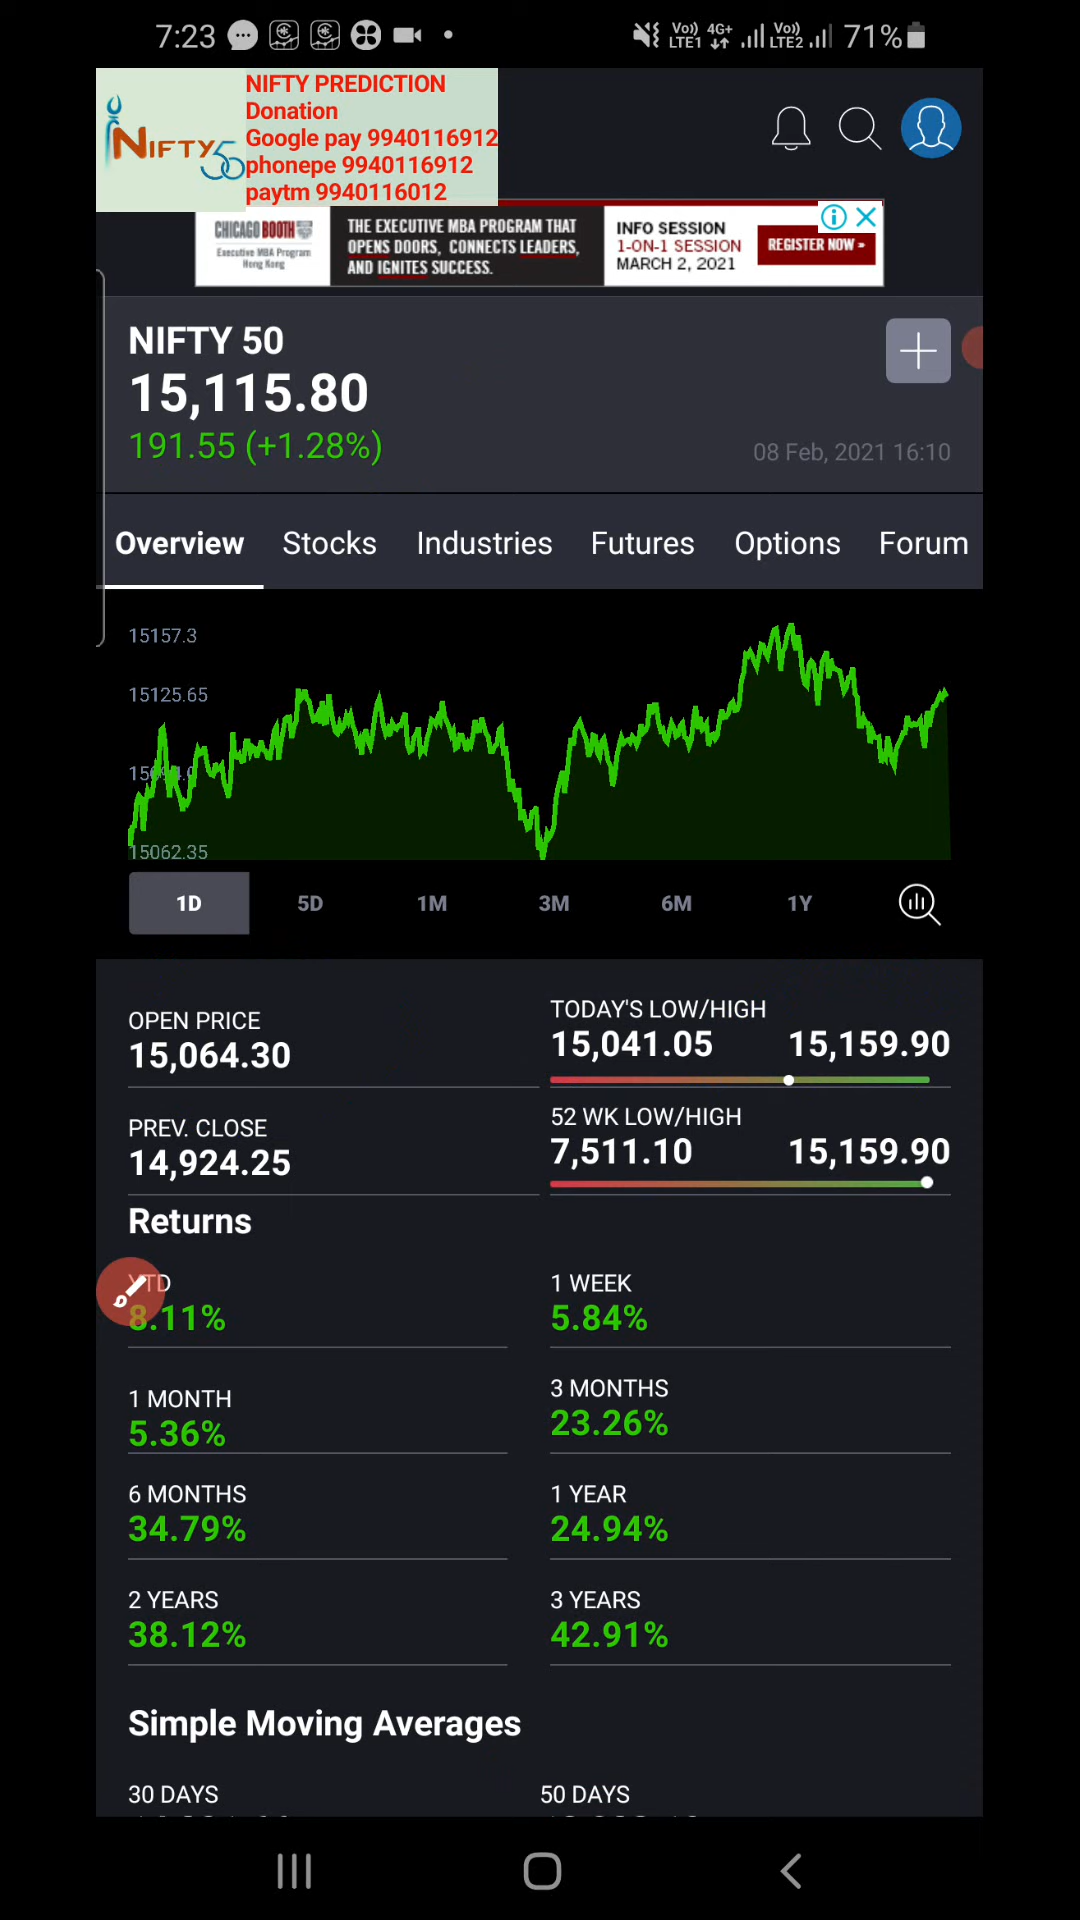 7:23
Vo)) 4G+ Vo)) 71%
LTE1 LTE2
NIFTY PREDICTION
Donation
Google pay 9940116912
phonepe 9940116912
paytm 9940116012
NIFTY50
CHICAGO BOOTH
Executive MBA Program
Hong Kong
THE EXECUTIVE MBA PROGRAM THAT
OPENS DOORS, CONNECTS LEADERS,
AND IGNITES SUCCESS.
INFO SESSION
1-ON-1 SESSION
MARCH 2, 2021
REGISTER NOW »
NIFTY 50
15,115.80
191.55 (+1.28%)
08 Feb, 2021 16:10
Overview Stocks Industries Futures Options Forum
15157.3
15125.65
15062.35
1D 5D 1M 3M 6M 1Y
OPEN PRICE
15,064.30
TODAY'S LOW/HIGH
15,041.05 15,159.90
PREV. CLOSE
14,924.25
52 WK LOW/HIGH
7,511.10 15,159.90
Returns
YTD
8.11%
1 WEEK
5.84%
1 MONTH
5.36%
3 MONTHS
23.26%
6 MONTHS
34.79%
1 YEAR
24.94%
2 YEARS
38.12%
3 YEARS
42.91%
Simple Moving Averages
30 DAYS 50 DAYS